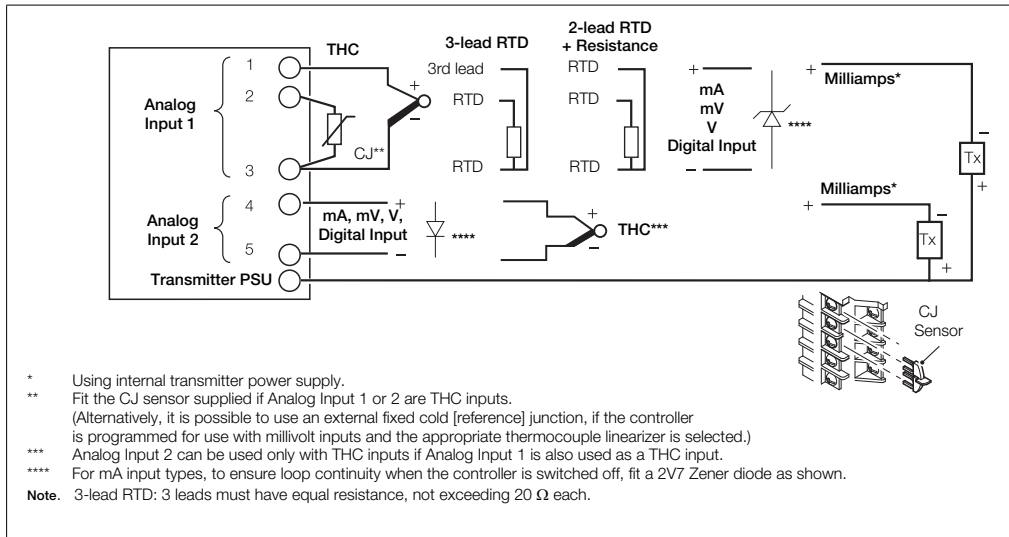 THC
3-lead RTD
2-lead RTD
+ Resistance
Analog
Input 1
1
2
3
+
–
CJ**
3rd lead
RTD
RTD
RTD
RTD
RTD
+
mA
mV
V
Digital Input
–
****
+ Milliamps*
–
Tx
+
+ Milliamps*
–
Tx
+
Analog
Input 2
4
5
+
mA, mV, V,
Digital Input
–
****
+
–
THC***
Transmitter PSU
CJ
Sensor
* Using internal transmitter power supply.
** Fit the CJ sensor supplied if Analog Input 1 or 2 are THC inputs.
(Alternatively, it is possible to use an external fixed cold [reference] junction, if the controller
is programmed for use with millivolt inputs and the appropriate thermocouple linearizer is selected.)
*** Analog Input 2 can be used only with THC inputs if Analog Input 1 is also used as a THC input.
**** For mA input types, to ensure loop continuity when the controller is switched off, fit a 2V7 Zener diode as shown.
Note. 3-lead RTD: 3 leads must have equal resistance, not exceeding 20 Ω each.